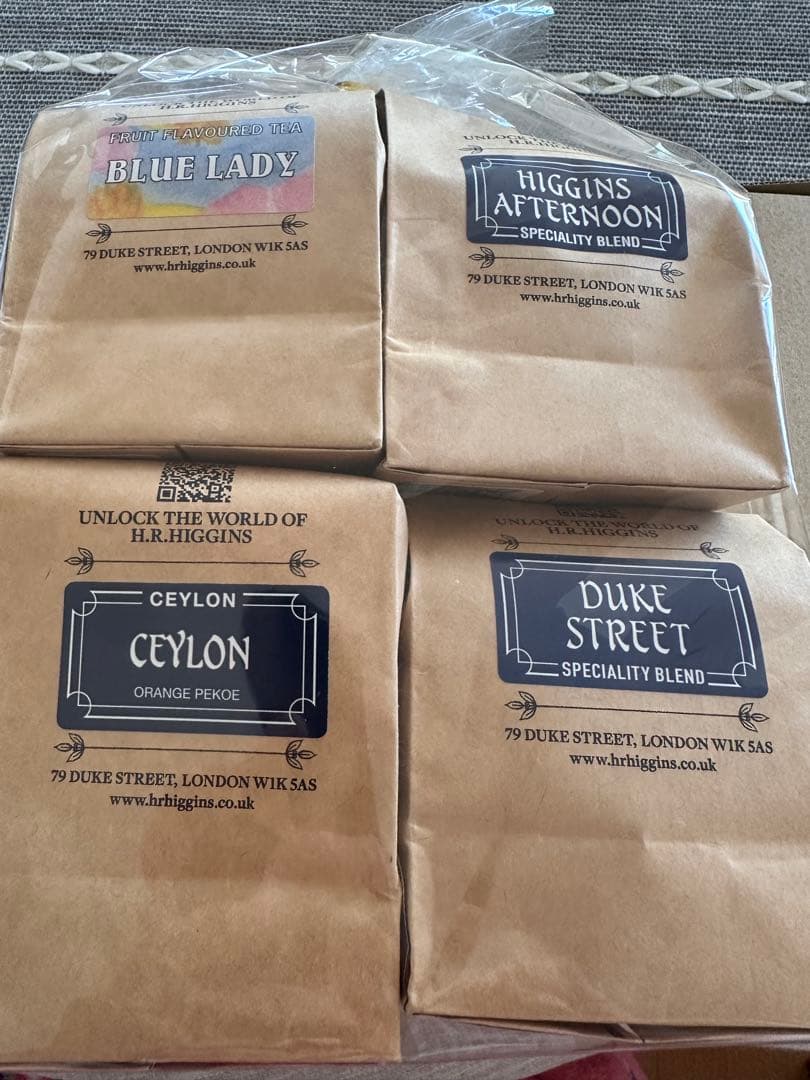 H.R.HIGGINS
FRUIT FLAVOURED TEA
BLUE LADY
79 DUKE STREET, LONDON W1K 5AS
www.hrhiggins.co.uk
UNLOCK
H.R.HIGGINS
HIGGINS
AFTERNOON
SPECIALITY BLEND
79 DUKE STREET, LONDON W1K 5AS
www.hrhiggins.co.uk
UNLOCK THE WORLD OF
H.R.HIGGINS
CEYLON
CEYLON
ORANGE PEKOE
79 DUKE STREET, LONDON W1K 5AS
www.hrhiggins.co.uk
UNLOCK THE WORLD OF
H.R.HIGGINS
DUKE
STREET
SPECIALITY BLEND
79 DUKE STREET, LONDON W1K 5AS
www.hrhiggins.co.uk